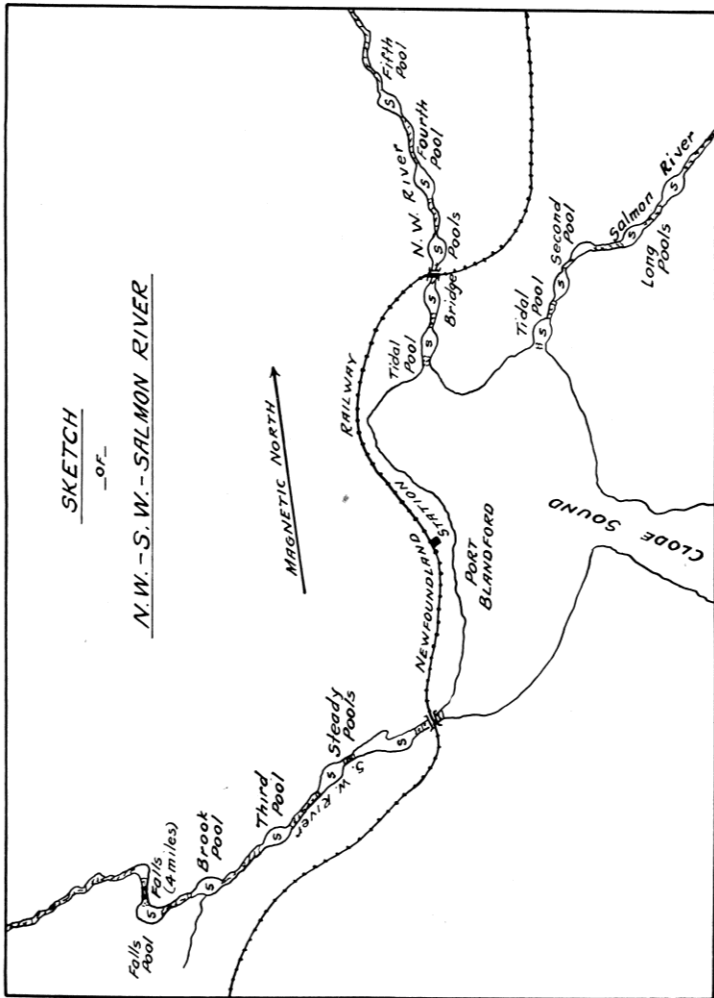 SKETCH
_OF_
N.W.-S.W.-SALMON RIVER
MAGNETIC NORTH
Falls
Pool
Falls
(4 miles)
Brook
Pool
Third
Pool
Steady
Pools
S. W. RIVER
NEWFOUNDLAND
RAILWAY
STATION
PORT
BLANDFORD
Tidal
Pool
Bridge
Pools
N.W. River
Fourth
Pool
Fifth
Pool
Tidal
Pool
Second
Pool
Long
Pools
Salmon River
CLODE SOUND
S
S
S
S
S
S
S
S
S
S
S
S
S
S